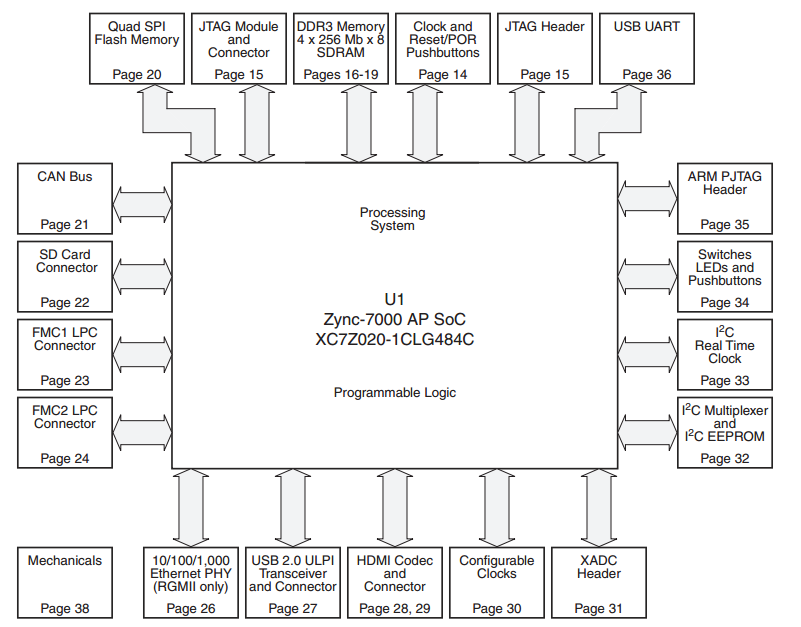 Quad SPI
Flash Memory
Page 20
JTAG Module
and
Connector
Page 15
DDR3 Memory
4 x 256 Mb x 8
SDRAM
Pages 16-19
Clock and
Reset/POR
Pushbuttons
Page 14
JTAG Header
Page 15
USB UART
Page 36
CAN Bus
Page 21
SD Card
Connector
Page 22
FMC1 LPC
Connector
Page 23
FMC2 LPC
Connector
Page 24
Processing
System
U1
Zync-7000 AP SoC
XC7Z020-1CLG484C
Programmable Logic
ARM PJTAG
Header
Page 35
Switches
LEDs and
Pushbuttons
Page 34
I²C
Real Time
Clock
Page 33
I²C Multiplexer
and
I²C EEPROM
Page 32
Mechanicals
Page 38
10/100/1,000
Ethernet PHY
(RGMII only)
Page 26
USB 2.0 ULPI
Transceiver
and Connector
Page 27
HDMI Codec
and
Connector
Page 28, 29
Configurable
Clocks
Page 30
XADC
Header
Page 31